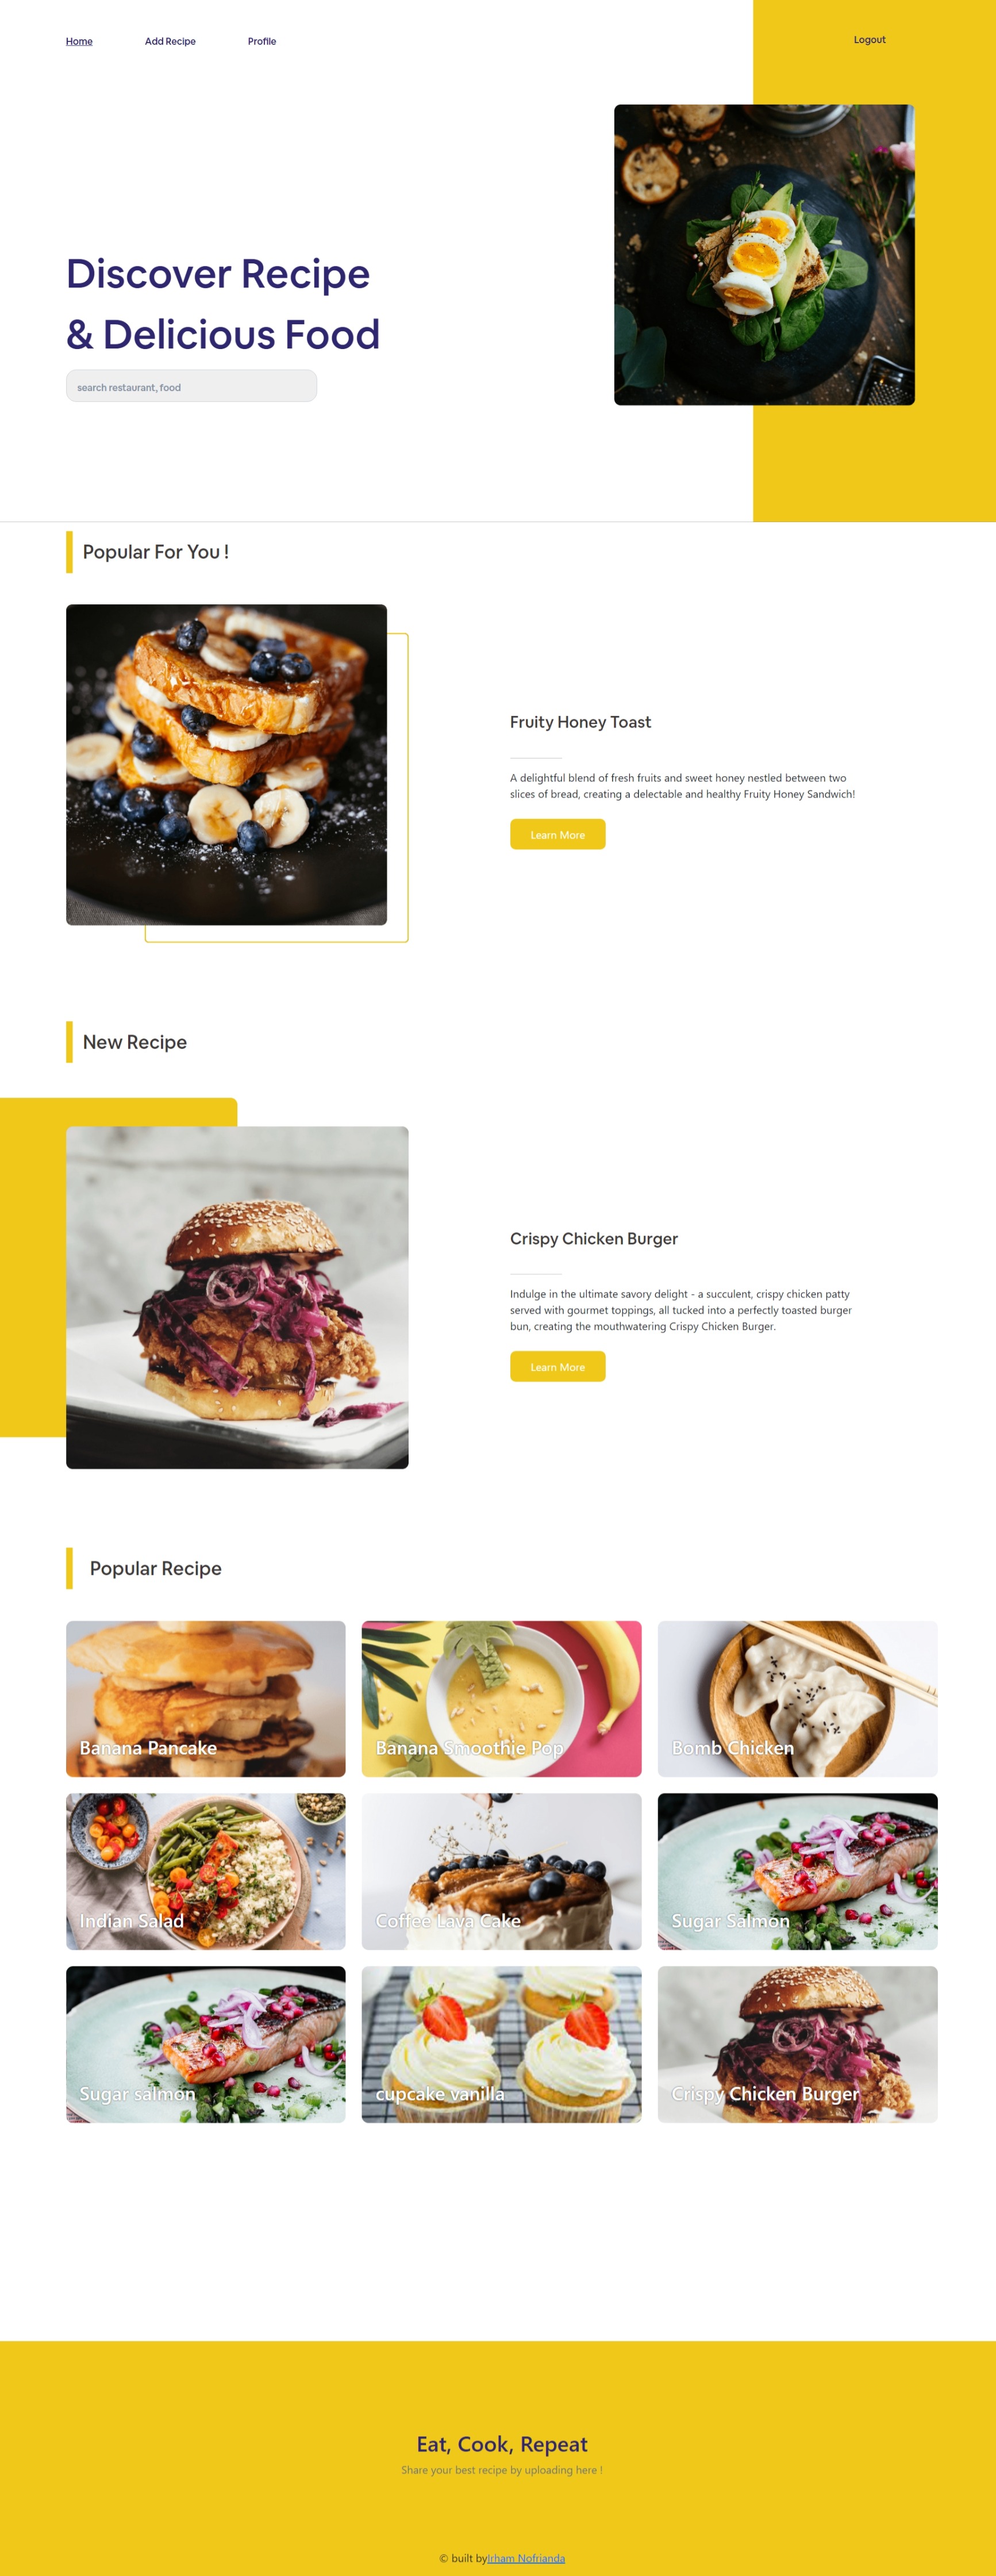 Home
Add Recipe
Profile
Logout
Discover Recipe
& Delicious Food
search restaurant, food
Popular For You !
Fruity Honey Toast
A delightful blend of fresh fruits and sweet honey nestled between two
slices of bread, creating a delectable and healthy Fruity Honey Sandwich!
Learn More
New Recipe
Crispy Chicken Burger
Indulge in the ultimate savory delight - a succulent, crispy chicken patty
served with gourmet toppings, all tucked into a perfectly toasted burger
bun, creating the mouthwatering Crispy Chicken Burger.
Learn More
Popular Recipe
Banana Pancake
Banana Smoothie Pop
Bomb Chicken
Indian Salad
Coffee Lava Cake
Sugar Salmon
Sugar salmon
cupcake vanilla
Crispy Chicken Burger
Eat, Cook, Repeat
Share your best recipe by uploading here !
© built byIrham Nofrianda